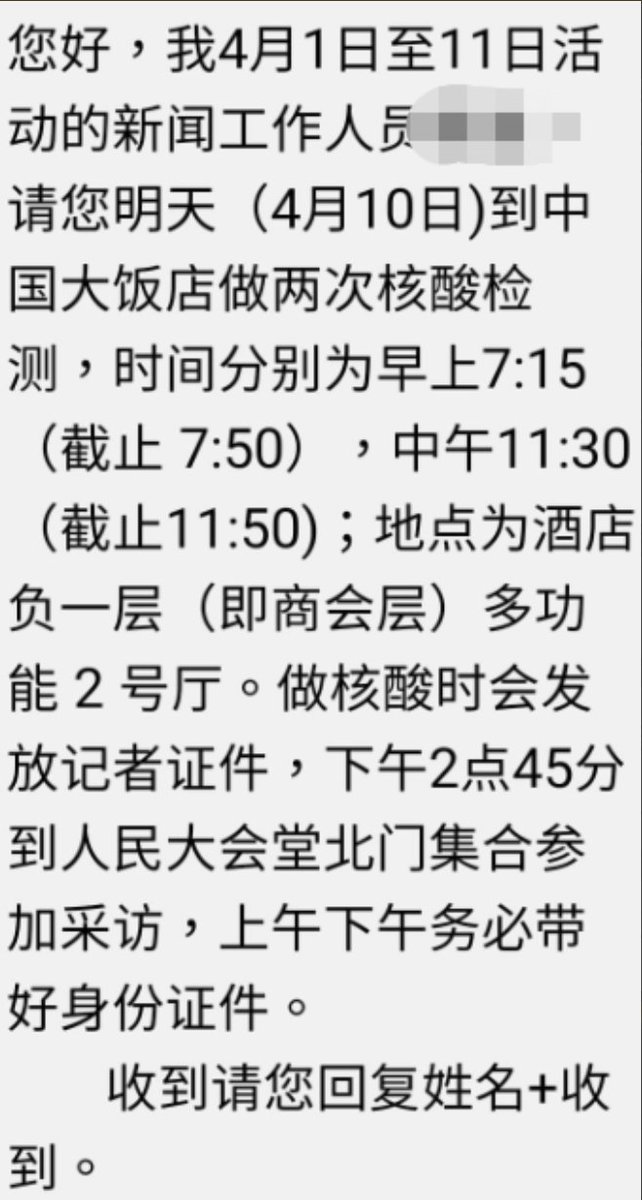 您好，我4月1日至11日活
动的新闻工作人员
请您明天（4月10日)到中
国大饭店做两次核酸检
测，时间分别为早上7:15
（截止 7:50），中午11:30
（截止11:50)；地点为酒店
负一层（即商会层）多功
能 2 号厅。做核酸时会发
放记者证件，下午2点45分
到人民大会堂北门集合参
加采访，上午下午务必带
好身份证件。
收到请您回复姓名+收
到。